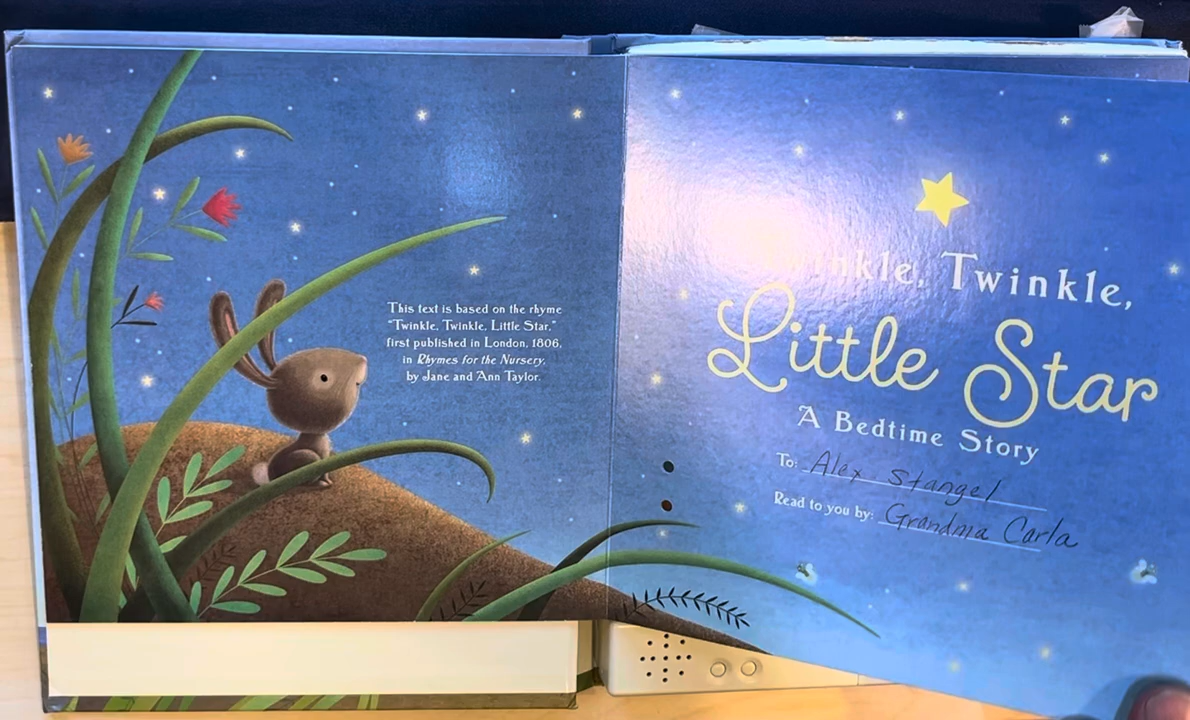 This text is based on the rhyme
"Twinkle, Twinkle, Little Star,"
first published in London, 1806,
in Rhymes for the Nursery,
by Jane and Ann Taylor.
Twinkle, Twinkle,
Little Star
A Bedtime Story
To: Alex Stangel
Read to you by: Grandma Carla